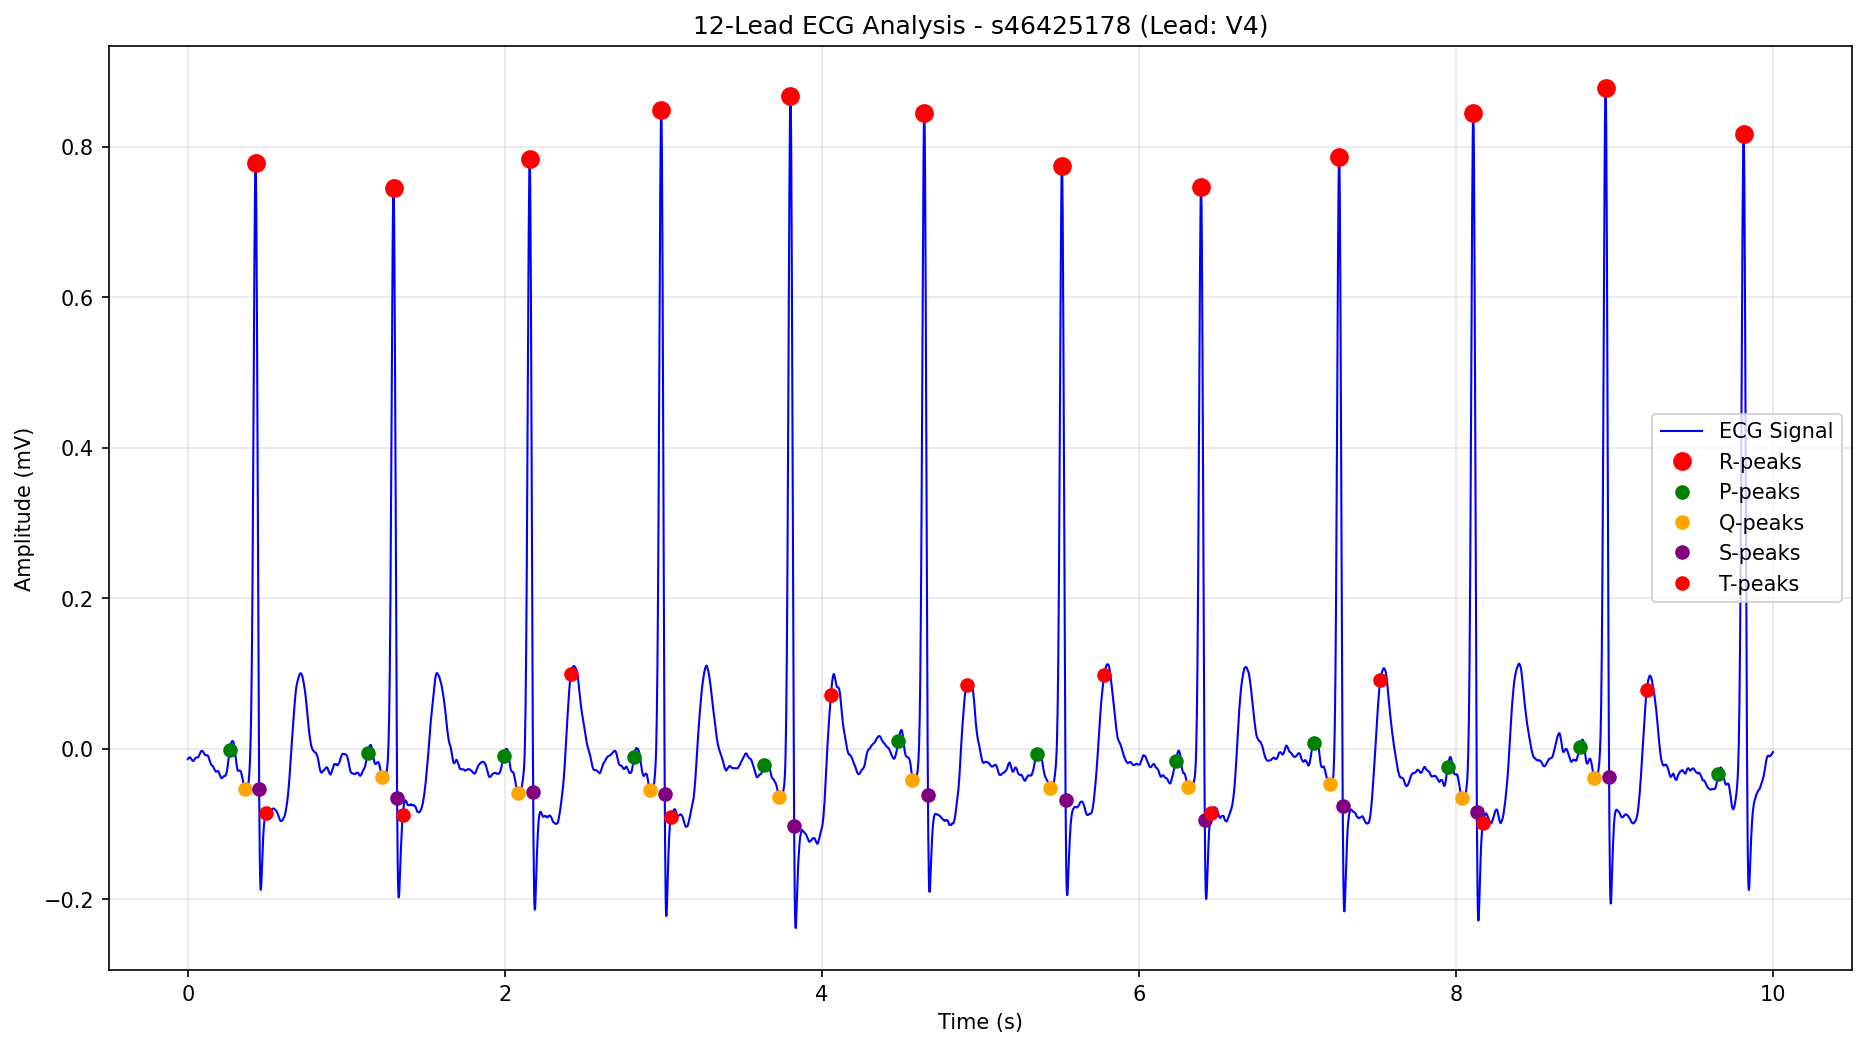 12-Lead ECG Analysis - s46425178 (Lead: V4)
Amplitude (mV)
0.8
0.6
0.4
0.2
0.0
−0.2
0 2 4 6 8 10
Time (s)
ECG Signal
R-peaks
P-peaks
Q-peaks
S-peaks
T-peaks